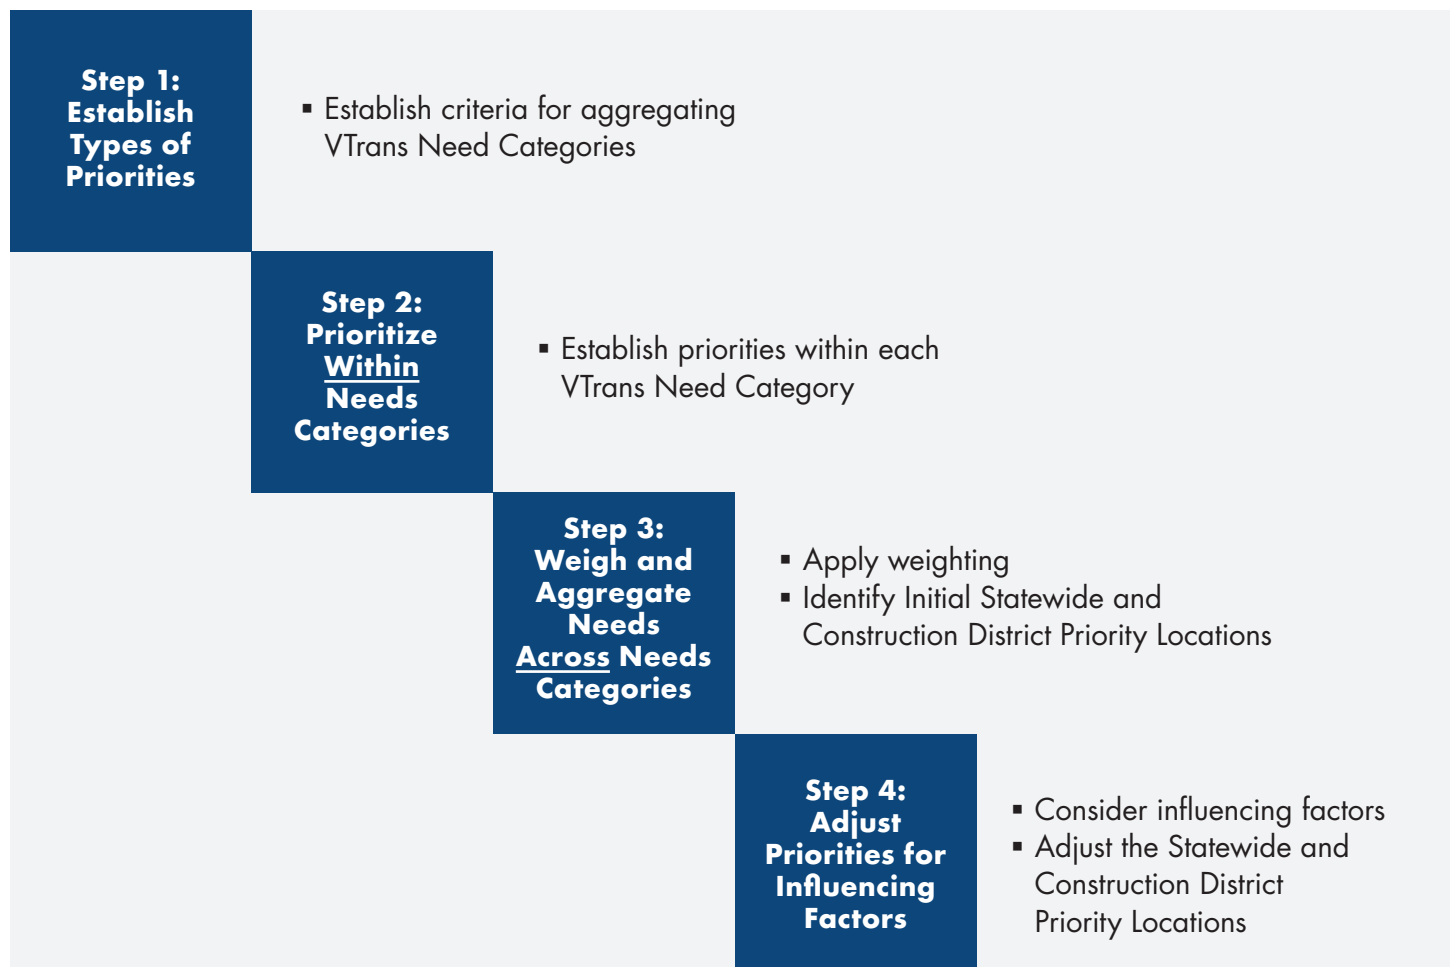 Step 1:
Establish
Types of
Priorities
▪ Establish criteria for aggregating
VTrans Need Categories
Step 2:
Prioritize
Within
Needs
Categories
▪ Establish priorities within each
VTrans Need Category
Step 3:
Weigh and
Aggregate
Needs
Across Needs
Categories
▪ Apply weighting
▪ Identify Initial Statewide and
Construction District Priority Locations
Step 4:
Adjust
Priorities for
Influencing
Factors
▪ Consider influencing factors
▪ Adjust the Statewide and
Construction District
Priority Locations